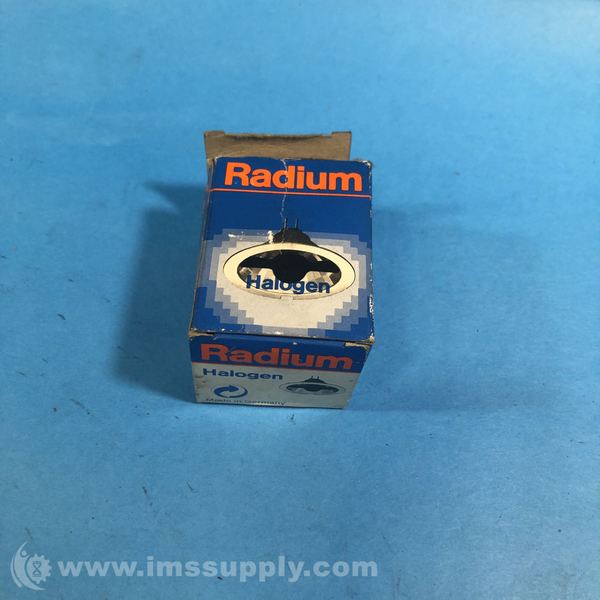 Radium
Halogen
Radium
Halogen
Made in Germany
www.imssupply.com